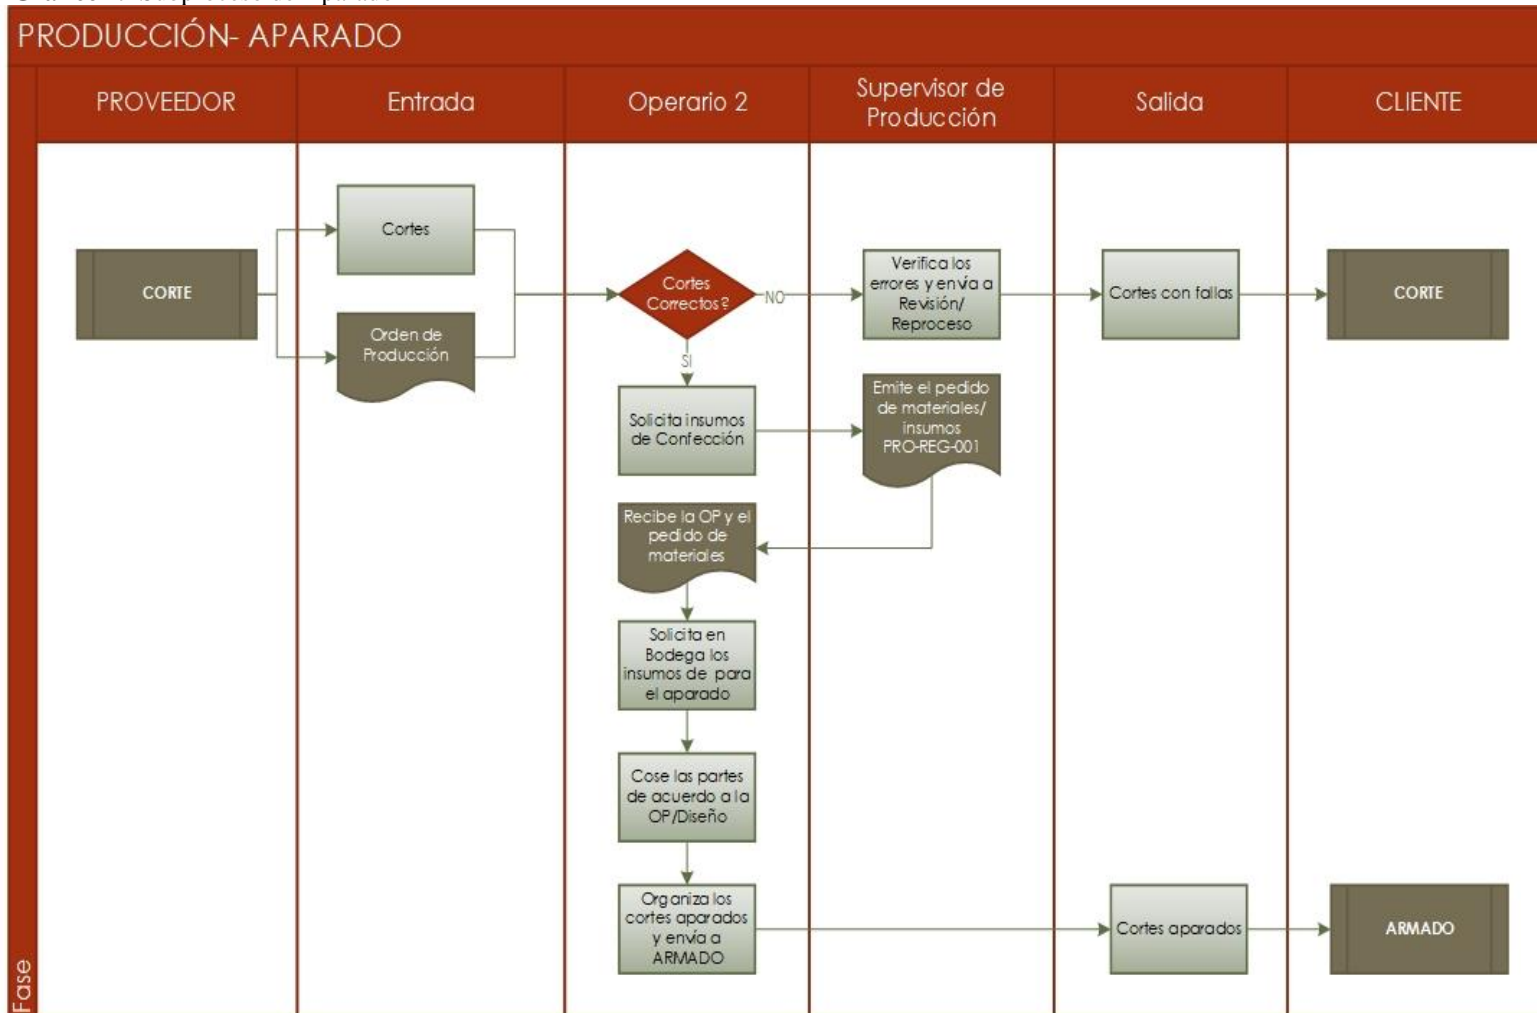 PRODUCCIÓN- APARADO
PROVEEDOR
Entrada
Operario 2
Supervisor de
Producción
Salida
CLIENTE
Fase
CORTE
Cortes
Orden de
Producción
Cortes
Correctos?
NO
SI
Verifica los
errores y envía a
Revisión/
Reproceso
Cortes con fallas
CORTE
Solicita insumos
de Confección
Emite el pedido
de materiales/
insumos
PRO-REG-001
Recibe la OP y el
pedido de
materiales
Solicita en
Bodega los
insumos de para
el aparado
Cose las partes
de acuerdo a la
OP/Diseño
Organiza los
cortes aparados
y envía a
ARMADO
Cortes aparados
ARMADO